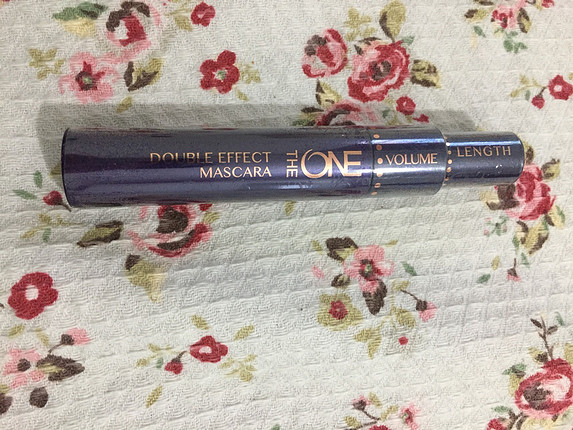 DOUBLE EFFECT
MASCARA
THE ONE
VOLUME
LENGTH